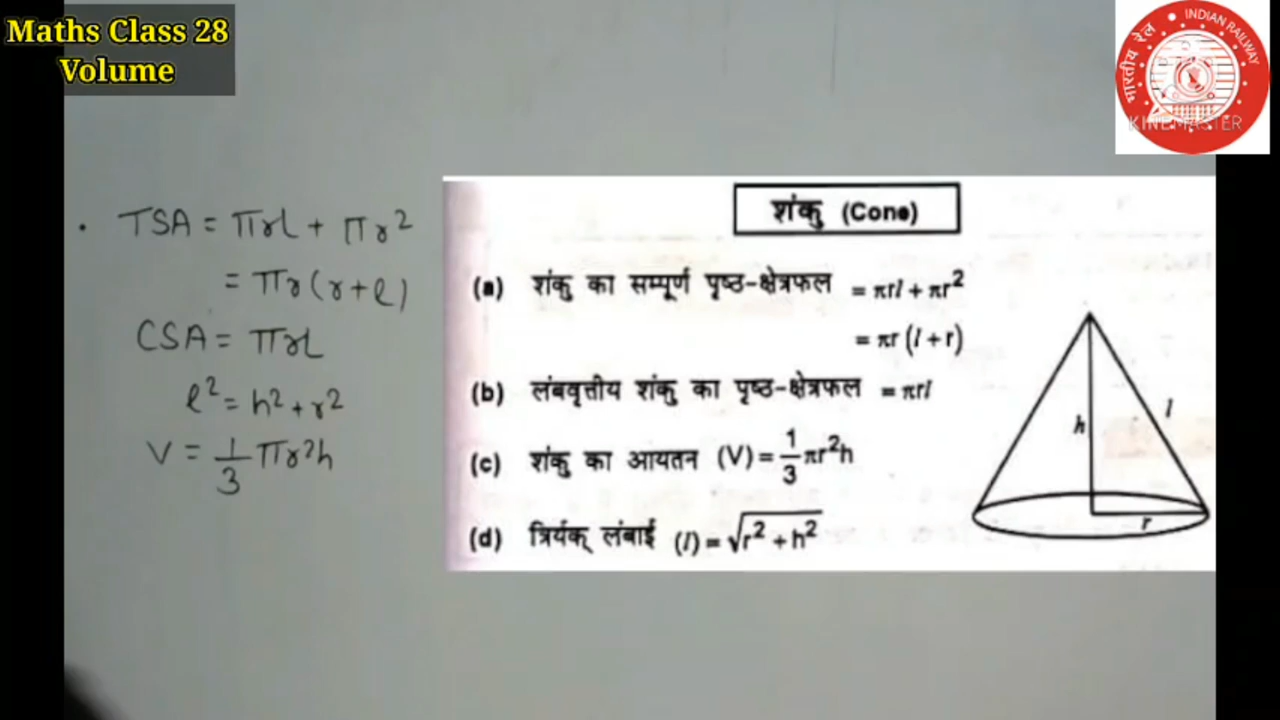 Maths Class 28
Volume
भारतीय रेल
INDIAN RAILWAY
KINEMASTER
. TSA = πrl + πr²
= πr(r+l)
CSA = πrl
l² = h² + r²
V = 1/3 πr²h
शंकु (Cone)
(a) शंकु का सम्पूर्ण पृष्ठ-क्षेत्रफल = πrl + πr²
= πr (l + r)
(b) लंबवृत्तीय शंकु का पृष्ठ-क्षेत्रफल = πrl
(c) शंकु का आयतन (V) = 1/3 πr²h
(d) त्रिर्यक् लंबाई (l) = √r² + h²
h
l
r